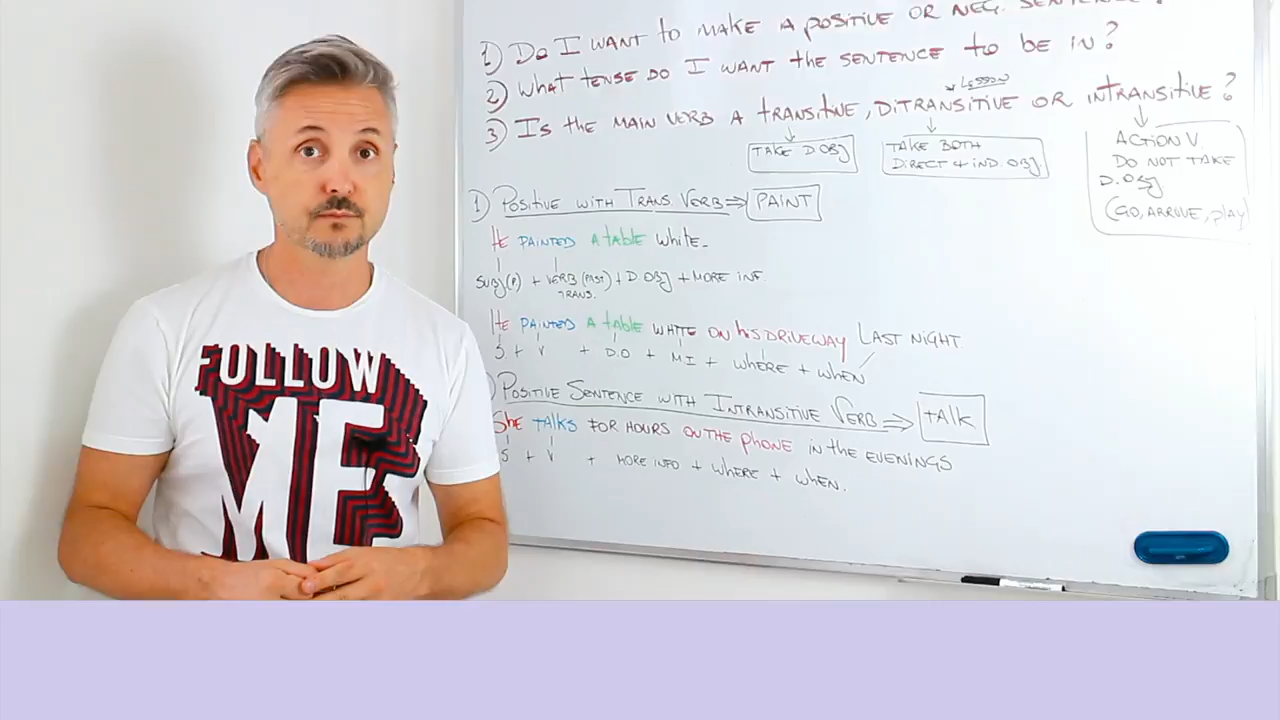 FOLLOW
ME
1) DO I WANT to MAKE A POSITIVE OR NEG.
2) WHAT TENSE DO I WANT the SENTENCE to BE IN?
LESSON
3) IS the MAIN VERB A TRANSITIVE, DITRANSITIVE OR INTRANSITIVE?
TAKE D OBJ
TAKE BOTH
DIRECT + IND. OBJ.
ACTION V
DO NOT TAKE
D. OBJ
(GO, ARRIVE, PLAY)
1) POSITIVE WITH TRANS. VERB ⇒ PAINT
HE PAINTED A TABLE WHITE.
SUBJ(P) + VERB (PAST) + D OBJ + MORE INF.
TRANS.
HE PAINTED A TABLE WHITE ON HIS DRIVEWAY LAST NIGHT
S + V + D.O + MI + WHERE + WHEN
) POSITIVE SENTENCE WITH INTRANSITIVE VERB ⇒ TALK
She TALKS FOR HOURS ON THE PHONE IN the EVENINGS
S + V + MORE INFO + WHERE + WHEN.